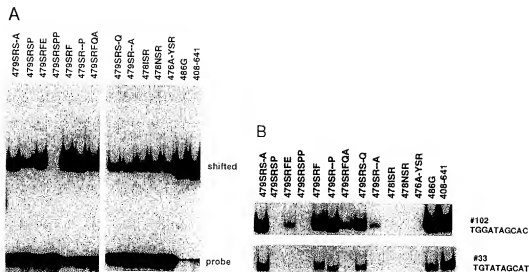 A
479SRS-A
479SRSP
479SRFE
479SRSPP
479SRF
479SR--P
479SRFQA
479SRS-Q
479SR--A
478ISR
478NSR
476A-YSR
486G
408-641
shifted
probe
B
479SRS-A
479SRSP
479SRFE
479SRSPP
479SRF
479SR--P
479SRFQA
479SRS-Q
479SR--A
478ISR
478NSR
476A-YSR
486G
408-641
#102
TGGATAGCAC
#33
TGTATAGCAT